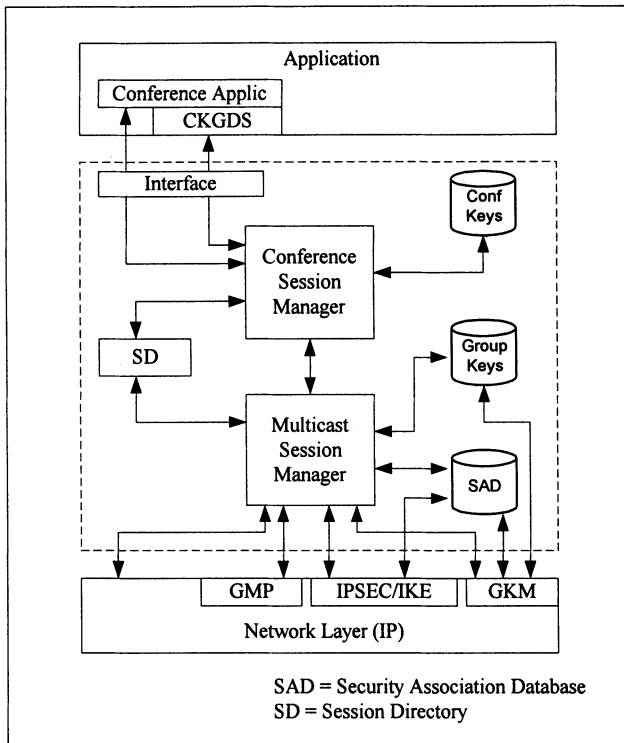 Application
Conference Applic
CKGDS
Interface
Conf
Keys
Conference
Session
Manager
SD
Group
Keys
Multicast
Session
Manager
SAD
GMP
IPSEC/IKE
GKM
Network Layer (IP)
SAD = Security Association Database
SD = Session Directory